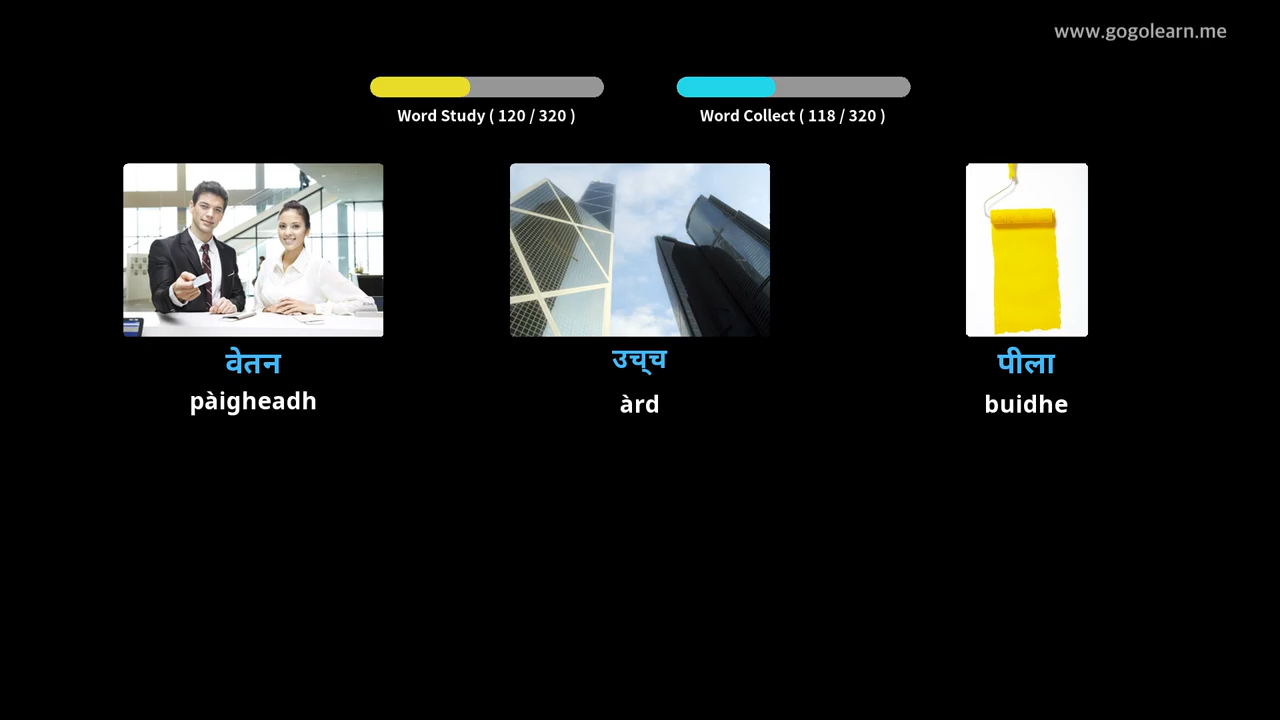 www.gogolearn.me
Word Study ( 120 / 320 )
Word Collect ( 118 / 320 )
वेतन
उच्च
पीला
pàigheadh
àrd
buidhe